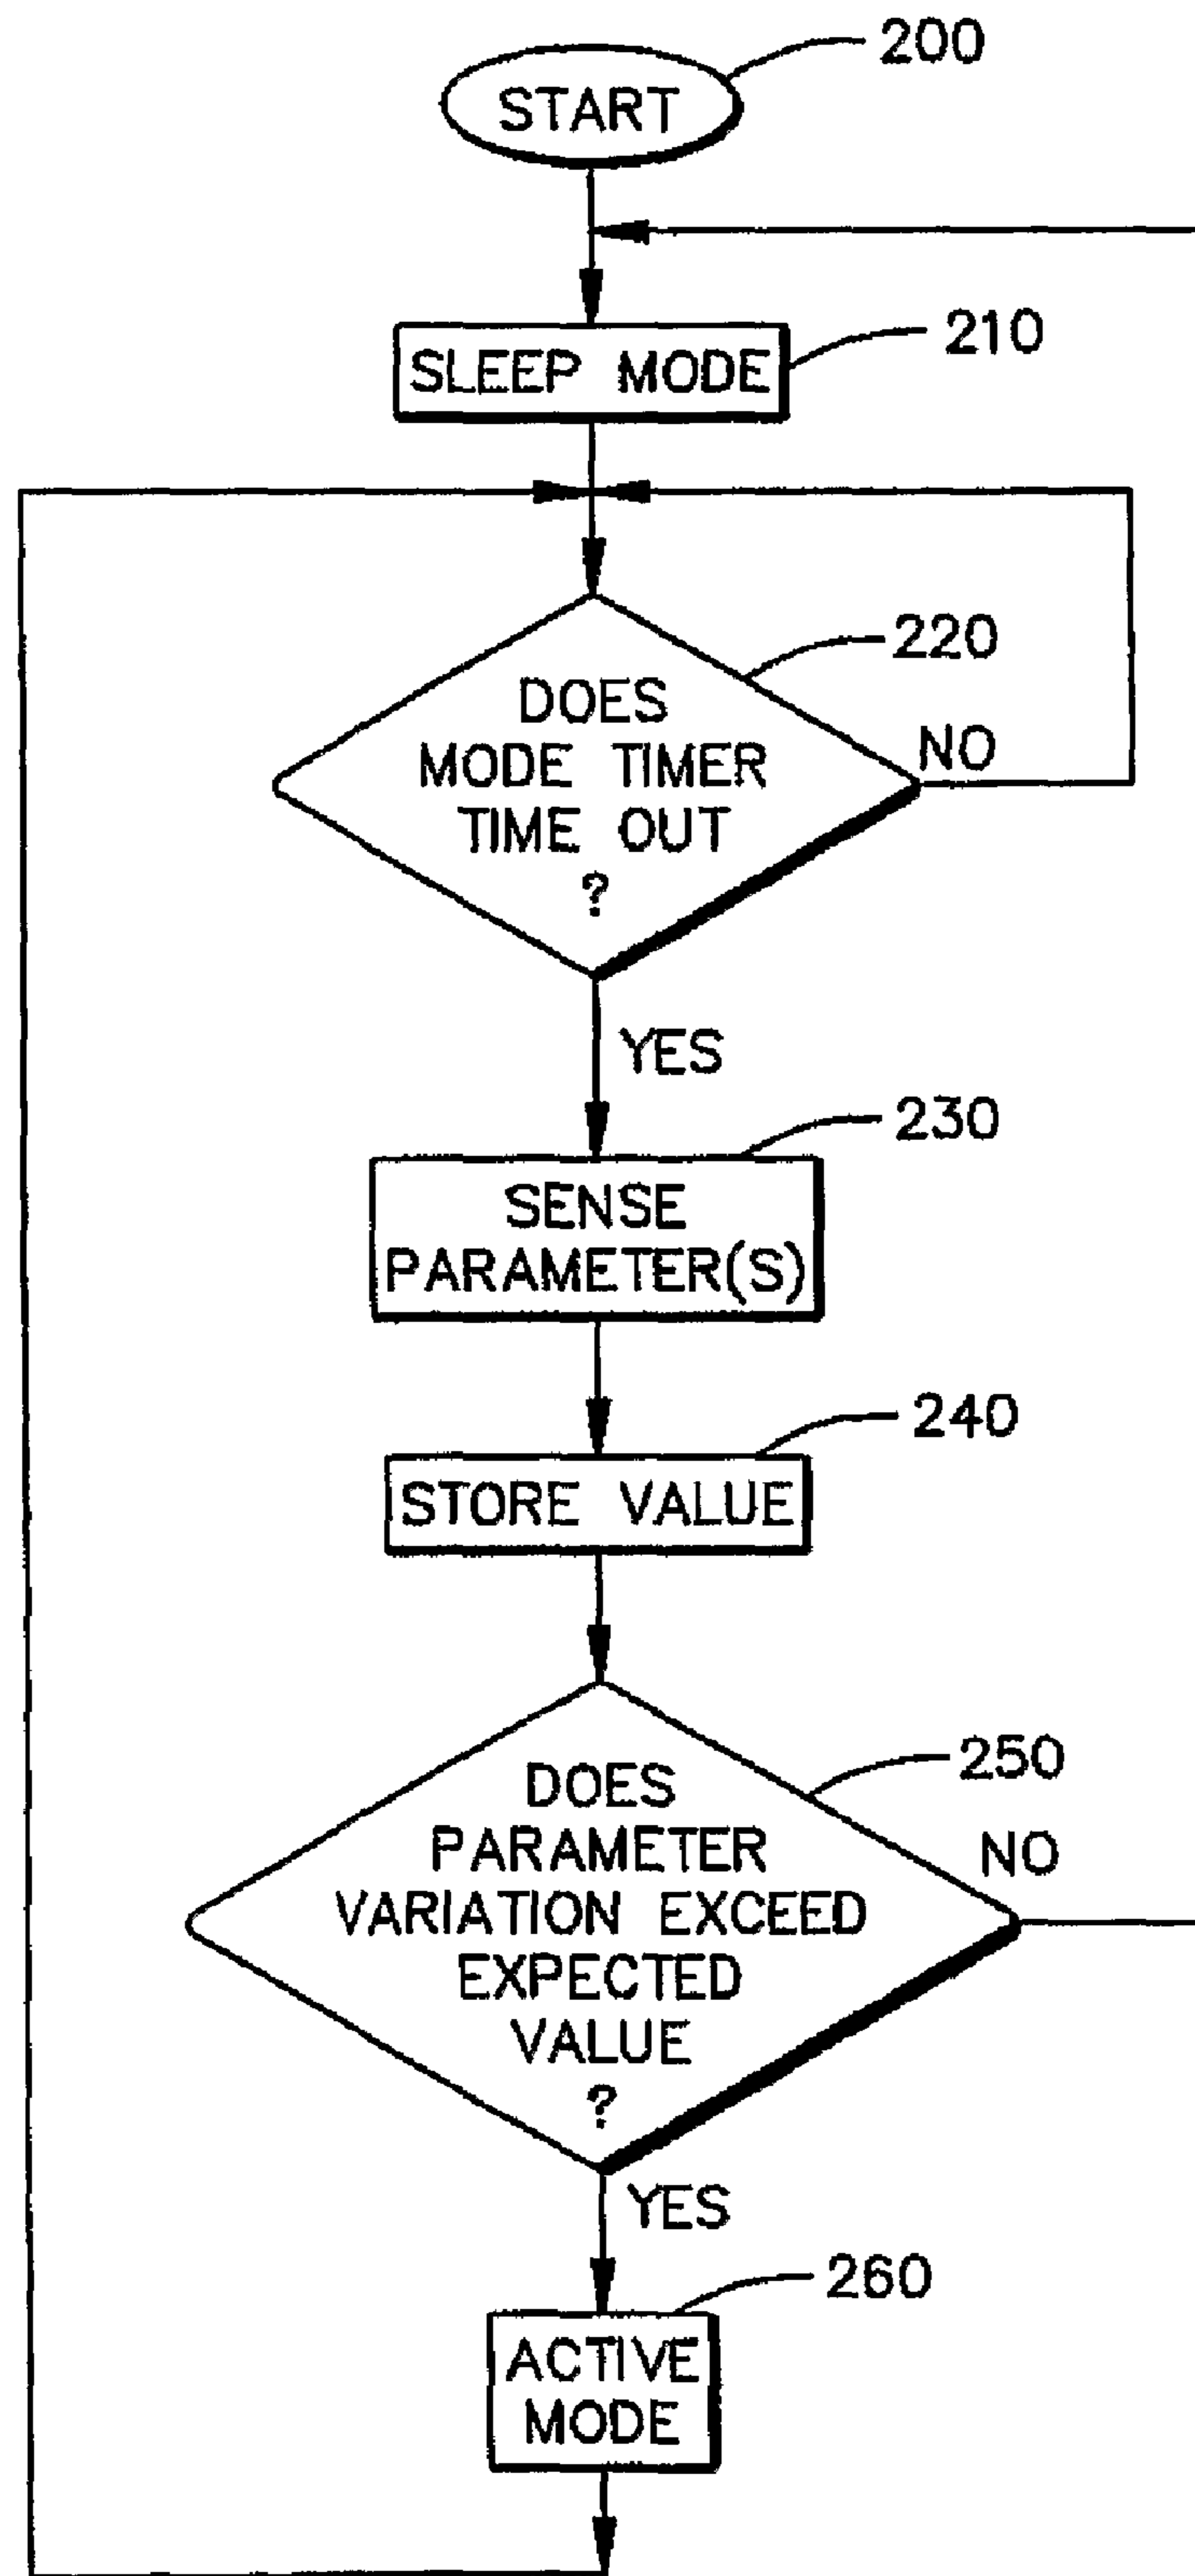 200
START
210
SLEEP MODE
220
DOES
MODE TIMER
TIME OUT
?
NO
YES
230
SENSE
PARAMETER(S)
240
STORE VALUE
250
DOES
PARAMETER
VARIATION EXCEED
EXPECTED
VALUE
?
NO
YES
260
ACTIVE
MODE